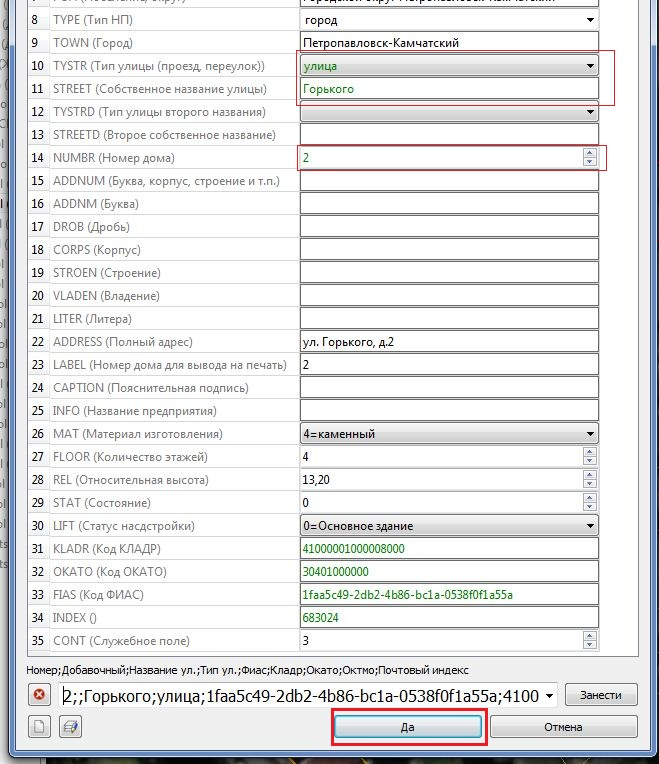 8 TYPE (Тип НП) город
9 TOWN (Город) Петропавловск-Камчатский
10 TYSTR (Тип улицы (проезд, переулок)) улица
11 STREET (Собственное название улицы) Горького
12 TYSTRD (Тип улицы второго названия)
13 STREETD (Второе собственное название)
14 NUMBR (Номер дома) 2
15 ADDNUM (Буква, корпус, строение и т.п.)
16 ADDNM (Буква)
17 DROB (Дробь)
18 CORPS (Корпус)
19 STROEN (Строение)
20 VLADEN (Владение)
21 LITER (Литера)
22 ADDRESS (Полный адрес) ул. Горького, д.2
23 LABEL (Номер дома для вывода на печать) 2
24 CAPTION (Пояснительная подпись)
25 INFO (Название предприятия)
26 MAT (Материал изготовления) 4=каменный
27 FLOOR (Количество этажей) 4
28 REL (Относительная высота) 13,20
29 STAT (Состояние) 0
30 LIFT (Статус насдстройки) 0=Основное здание
31 KLADR (Код КЛАДР) 41000001000008000
32 OKATO (Код ОКАТО) 30401000000
33 FIAS (Код ФИАС) 1faa5c49-2db2-4b86-bc1a-0538f0f1a55a
34 INDEX () 683024
35 CONT (Служебное поле) 3
Номер;Добавочный;Название ул.;Тип ул.;Фиас;Кладр;Окато;Октмо;Почтовый индекс
2;;Горького;улица;1faa5c49-2db2-4b86-bc1a-0538f0f1a55a;4100 Занести
Да Отмена